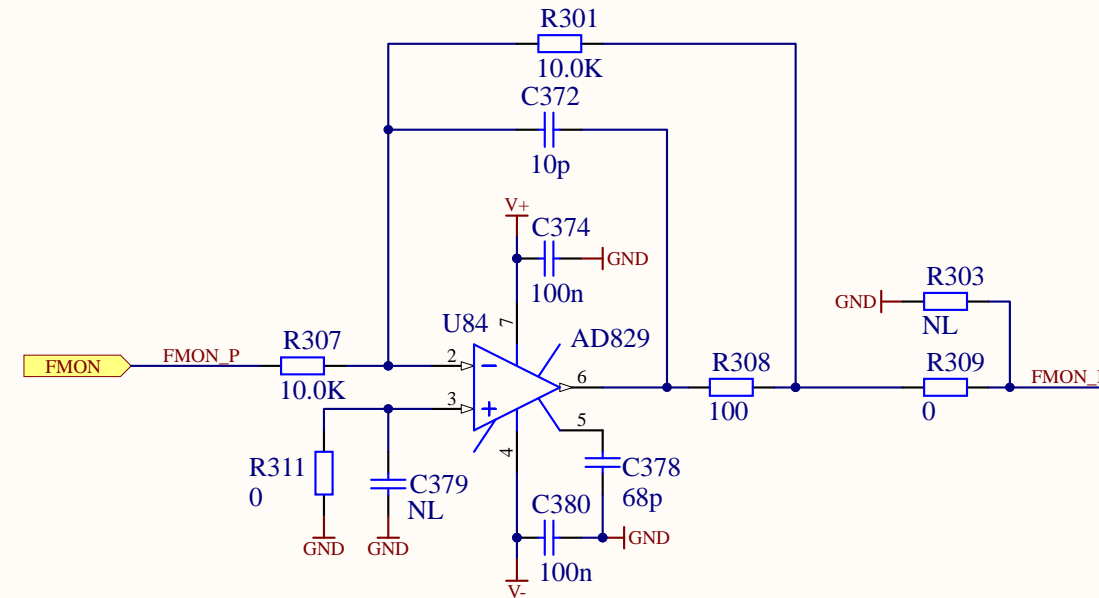 R301
10.0K
C372
10p
V+
C374
GND
100n
R303
GND
NL
U84
7
AD829
R307
FMON_P
FMON
2
6
R308
R309
10.0K
3
100
0
5
R311
0
C379
NL
4
C378
68p
C380
GND
GND
GND
100n
V-